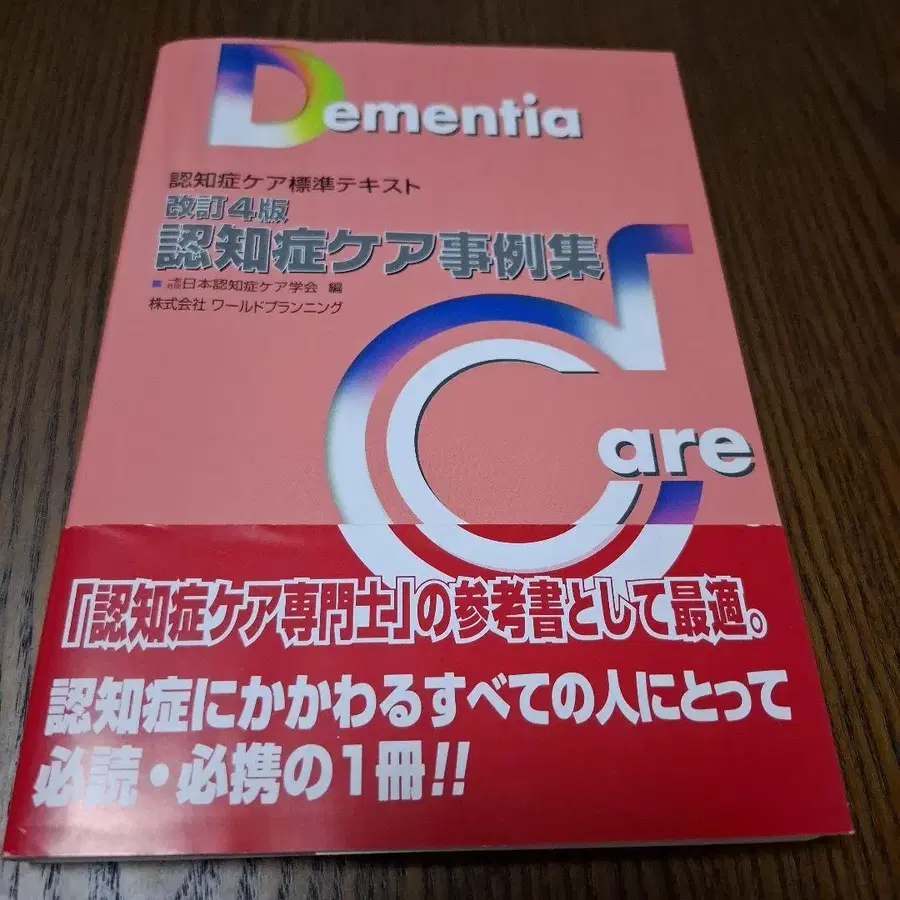 Dementia
認知症ケア標準テキスト
改訂4版
認知症ケア事例集
日本認知症ケア学会 編
株式会社 ワールドプランニング
Care
「認知症ケア専門士」の参考書として最適。
認知症にかかわるすべての人にとって
必読・必携の1冊!!